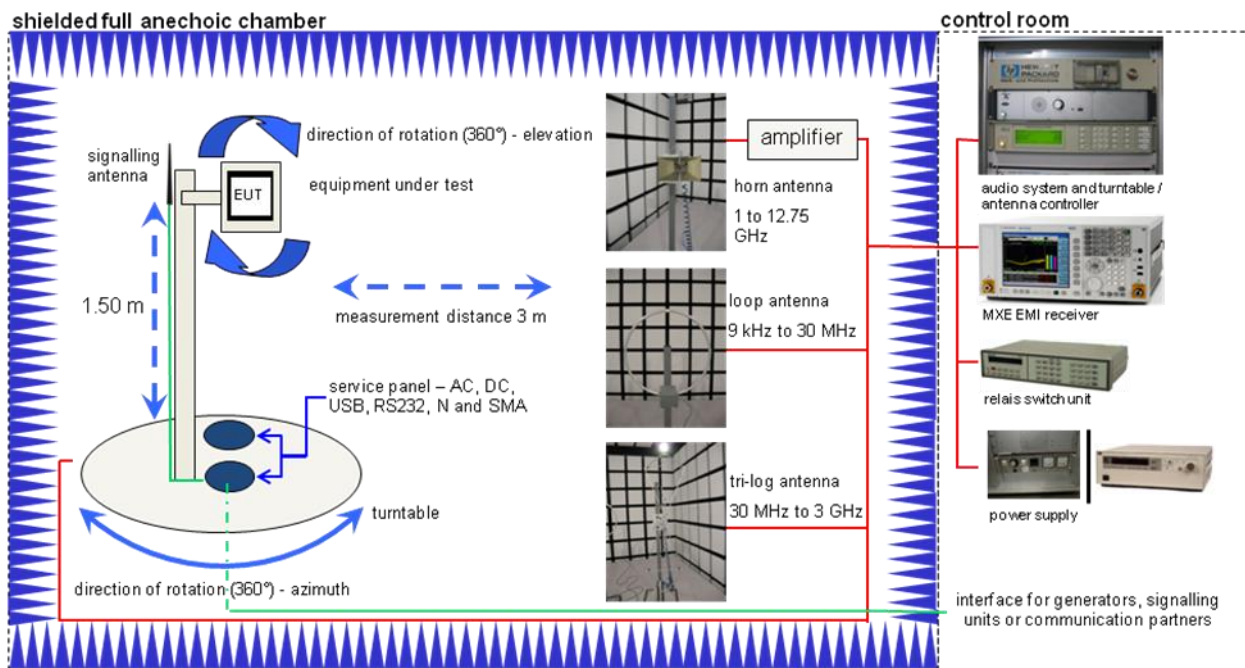 shielded full anechoic chamber
control room
signalling
antenna
direction of rotation (360°) - elevation
equipment under test
EUT
1.50 m
measurement distance 3 m
service panel – AC, DC,
USB, RS232, N and SMA
turntable
direction of rotation (360°) - azimuth
amplifier
horn antenna
1 to 12.75
GHz
loop antenna
9 kHz to 30 MHz
tri-log antenna
30 MHz to 3 GHz
HEWLETT
PACKARD
audio system and turntable /
antenna controller
MXE EMI receiver
relais switch unit
power supply
interface for generators, signalling
units or communication partners